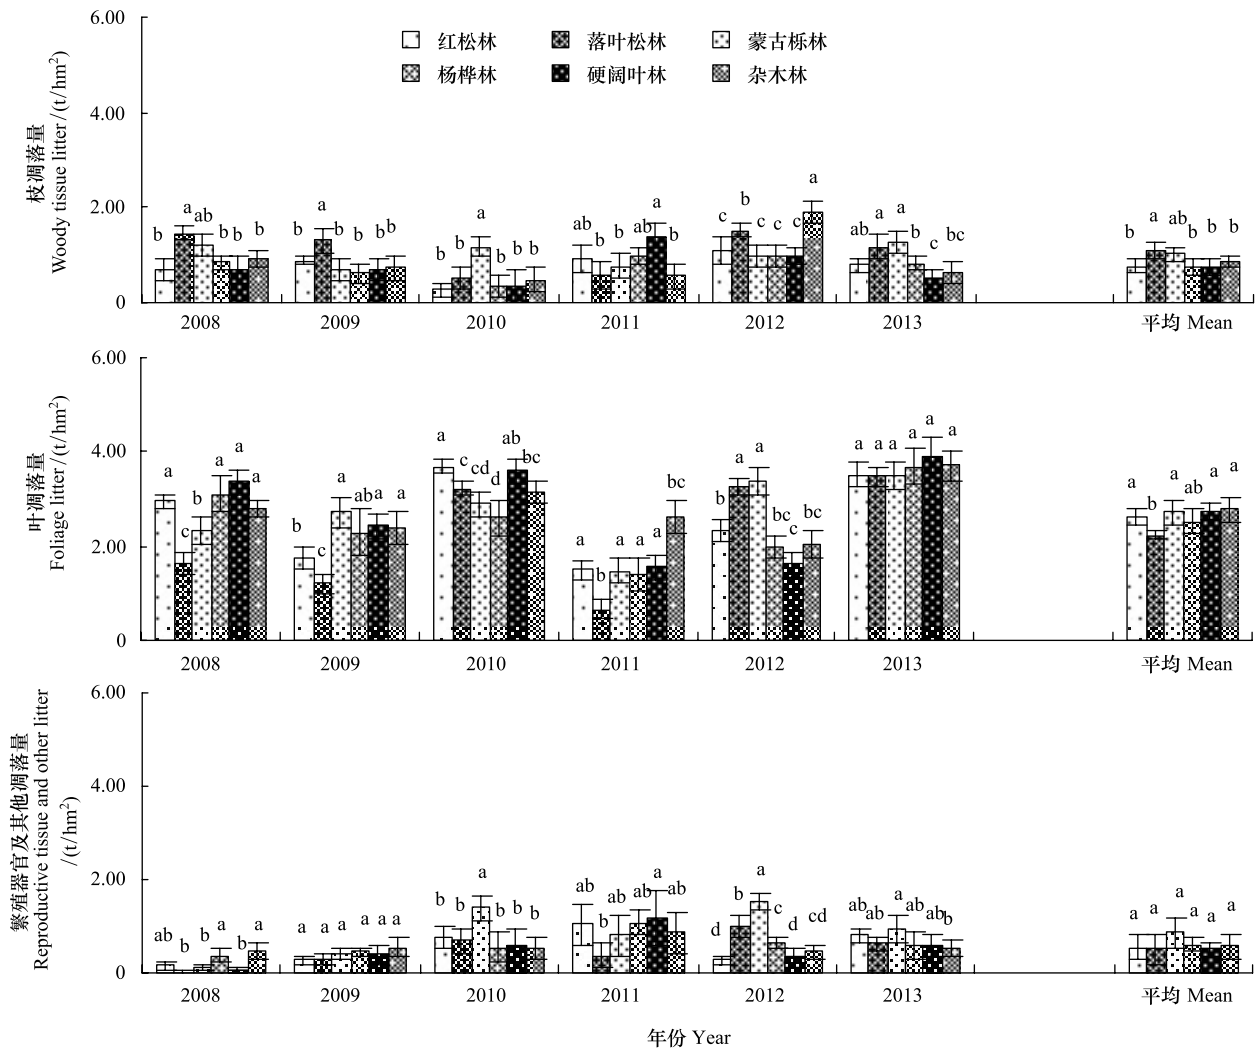 6.00
红松林 落叶松林 蒙古栎林
杨桦林 硬阔叶林 杂木林
枝凋落量
Woody tissue litter/(t/hm²)
4.00
2.00
0
b a ab b b b
b a b b b b
b b a b b b
ab b b ab a b
c b c c c a
ab a a b c bc
b a ab b b b
2008 2009 2010 2011 2012 2013 平均 Mean
6.00
叶凋落量
Foliage litter/(t/hm²)
4.00
2.00
0
a c b a a a
b c a ab a a
a c cd d ab bc
a b a a a bc
b a a bc c bc
a a a a a a
a b a ab a a
2008 2009 2010 2011 2012 2013 平均 Mean
6.00
繁殖器官及其他凋落量
Reproductive tissue and other litter
/(t/hm²)
4.00
2.00
0
ab b b a b a
a a a a a a
b b a b b b
ab b ab ab a ab
d b a c d cd
ab ab a ab ab b
a a a a a a
2008 2009 2010 2011 2012 2013 平均 Mean
年份 Year